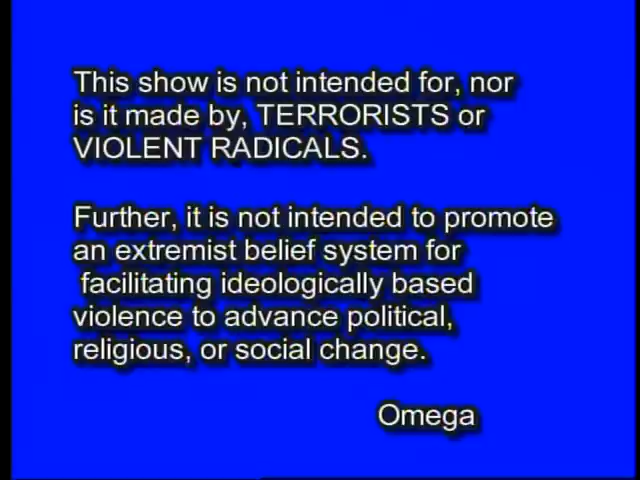 This show is not intended for, nor
is it made by, TERRORISTS or
VIOLENT RADICALS.
Further, it is not intended to promote
an extremist belief system for
facilitating ideologically based
violence to advance political,
religious, or social change.
Omega